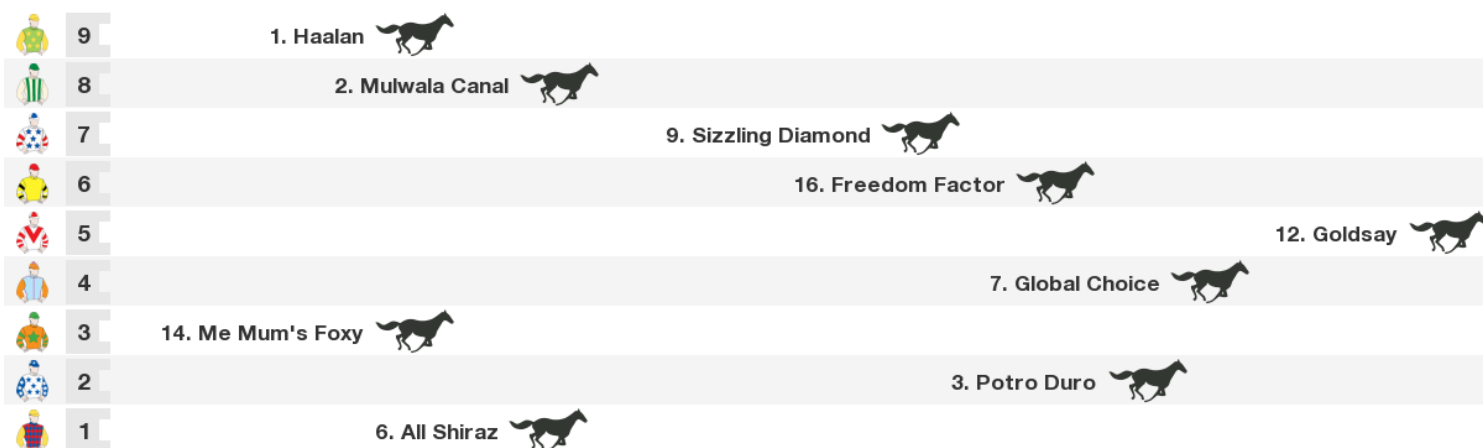 9 1. Haalan
8 2. Mulwala Canal
7 9. Sizzling Diamond
6 16. Freedom Factor
5 12. Goldsay
4 7. Global Choice
3 14. Me Mum's Foxy
2 3. Potro Duro
1 6. All Shiraz